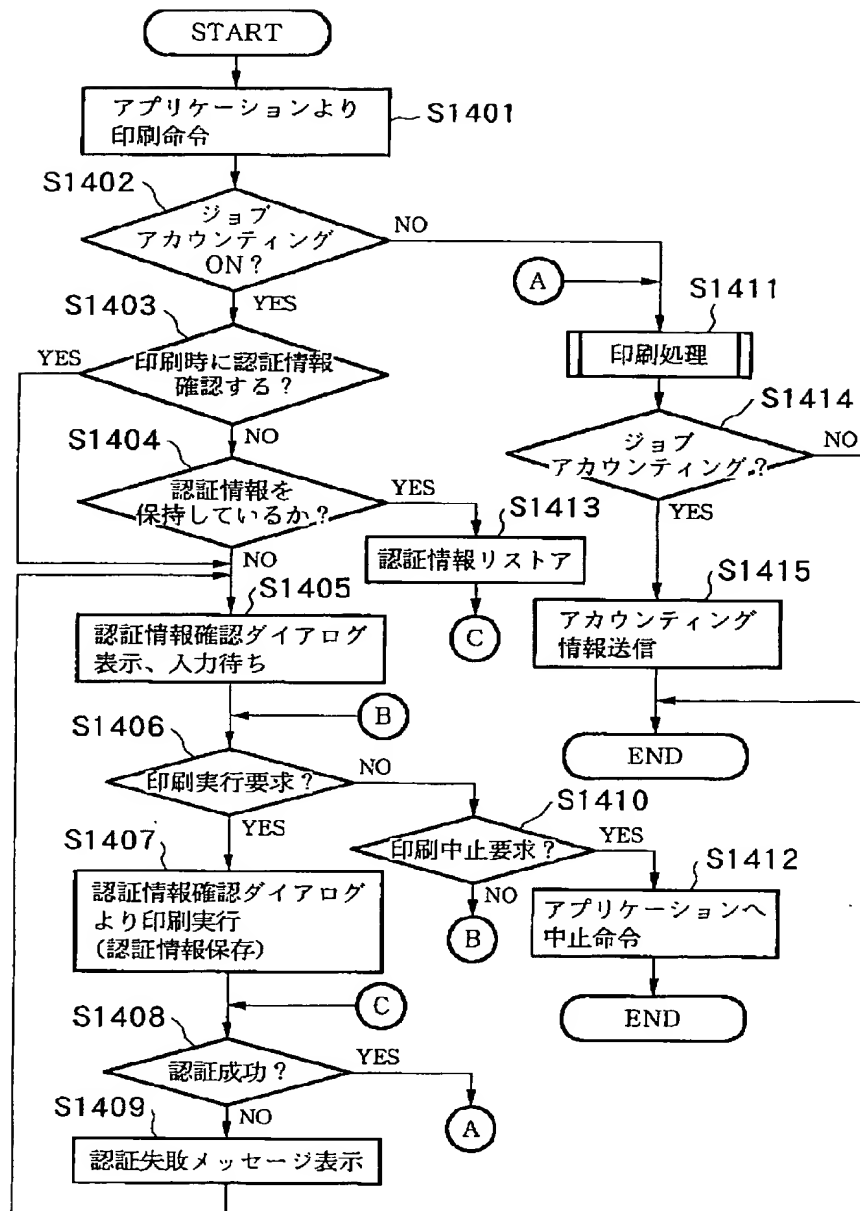 START
アプリケーションより
印刷命令
S1401
S1402
ジョブ
アカウンティング
ON？
NO
YES
A
S1403
印刷時に認証情報
確認する？
YES
NO
S1411
印刷処理
S1404
認証情報を
保持しているか？
YES
NO
S1414
ジョブ
アカウンティング？
NO
YES
S1413
認証情報リストア
C
S1405
認証情報確認ダイアログ
表示、入力待ち
S1415
アカウンティング
情報送信
END
B
S1406
印刷実行要求？
NO
YES
S1410
印刷中止要求？
YES
NO
B
S1412
アプリケーションへ
中止命令
END
S1407
認証情報確認ダイアログ
より印刷実行
（認証情報保存）
C
S1408
認証成功？
YES
NO
A
S1409
認証失敗メッセージ表示